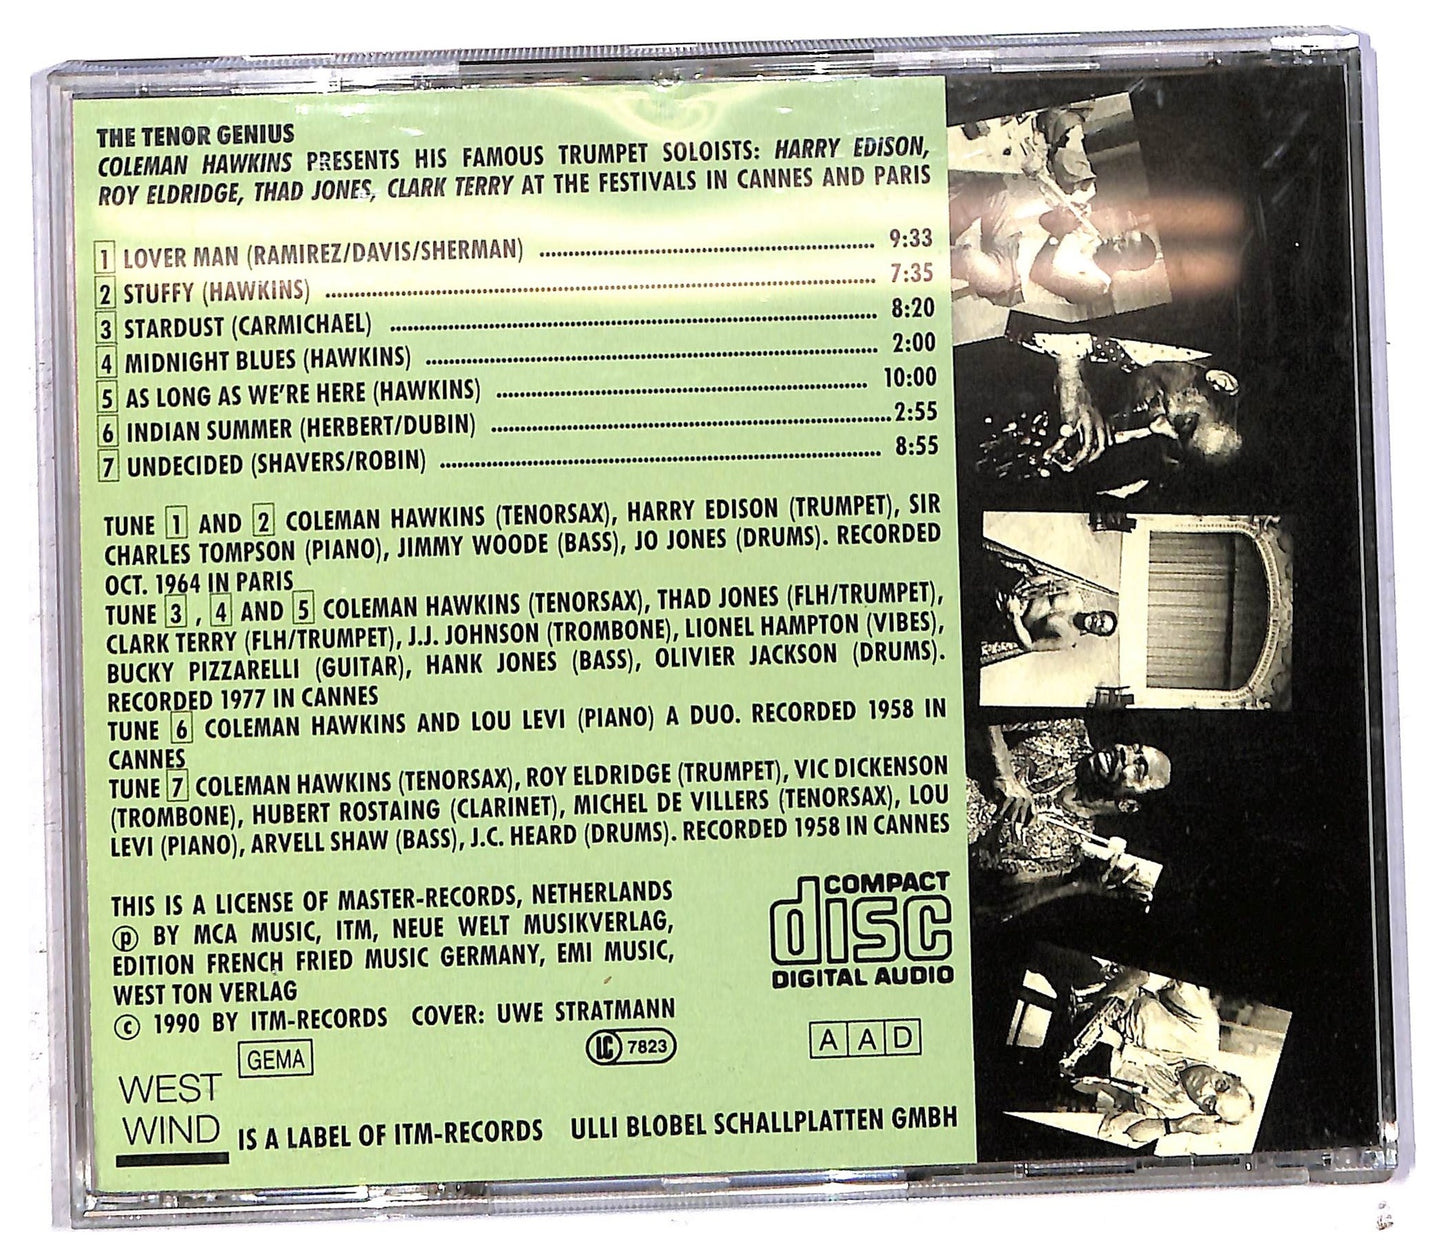 THE TENOR GENIUS
COLEMAN HAWKINS PRESENTS HIS FAMOUS TRUMPET SOLOISTS: HARRY EDISON,
ROY ELDRIDGE, THAD JONES, CLARK TERRY AT THE FESTIVALS IN CANNES AND PARIS
1 LOVER MAN (RAMIREZ/DAVIS/SHERMAN) ........ 9:33
2 STUFFY (HAWKINS) ........ 7:35
3 STARDUST (CARMICHAEL) ........ 8:20
4 MIDNIGHT BLUES (HAWKINS) ........ 2:00
5 AS LONG AS WE'RE HERE (HAWKINS) ........ 10:00
6 INDIAN SUMMER (HERBERT/DUBIN) ........ 2:55
7 UNDECIDED (SHAVERS/ROBIN) ........ 8:55
TUNE 1 AND 2 COLEMAN HAWKINS (TENORSAX), HARRY EDISON (TRUMPET), SIR
CHARLES TOMPSON (PIANO), JIMMY WOODE (BASS), JO JONES (DRUMS). RECORDED
OCT. 1964 IN PARIS
TUNE 3, 4 AND 5 COLEMAN HAWKINS (TENORSAX), THAD JONES (FLH/TRUMPET),
CLARK TERRY (FLH/TRUMPET), J.J. JOHNSON (TROMBONE), LIONEL HAMPTON (VIBES),
BUCKY PIZZARELLI (GUITAR), HANK JONES (BASS), OLIVIER JACKSON (DRUMS).
RECORDED 1977 IN CANNES
TUNE 6 COLEMAN HAWKINS AND LOU LEVI (PIANO) A DUO. RECORDED 1958 IN
CANNES
TUNE 7 COLEMAN HAWKINS (TENORSAX), ROY ELDRIDGE (TRUMPET), VIC DICKENSON
(TROMBONE), HUBERT ROSTAING (CLARINET), MICHEL DE VILLERS (TENORSAX), LOU
LEVI (PIANO), ARVELL SHAW (BASS), J.C. HEARD (DRUMS). RECORDED 1958 IN CANNES
THIS IS A LICENSE OF MASTER-RECORDS, NETHERLANDS
℗ BY MCA MUSIC, ITM, NEUE WELT MUSIKVERLAG,
EDITION FRENCH FRIED MUSIC GERMANY, EMI MUSIC,
WEST TON VERLAG
© 1990 BY ITM-RECORDS COVER: UWE STRATMANN
COMPACT
disc
DIGITAL AUDIO
GEMA
LC 7823
AAD
WEST
WIND IS A LABEL OF ITM-RECORDS ULLI BLOBEL SCHALLPLATTEN GMBH